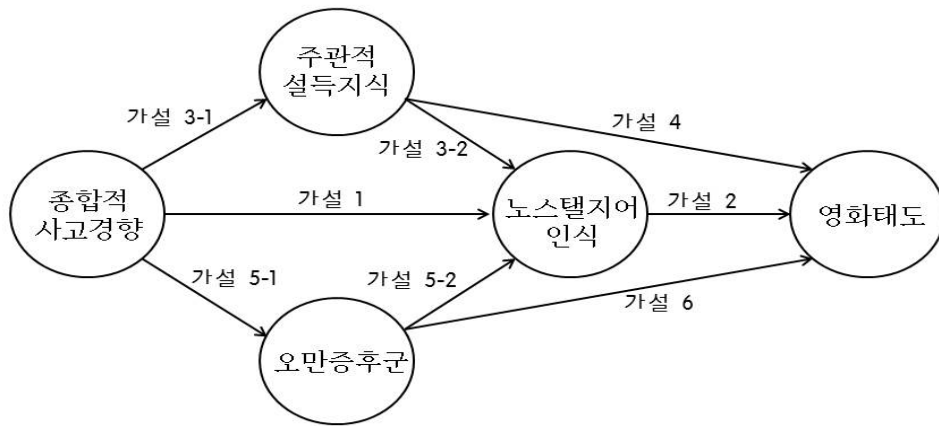 주관적
설득지식
가설 3-1
가설 4
가설 3-2
종합적
사고경향
가설 1
노스탤지어
인식
가설 2
영화태도
가설 5-1
가설 5-2
가설 6
오만증후군